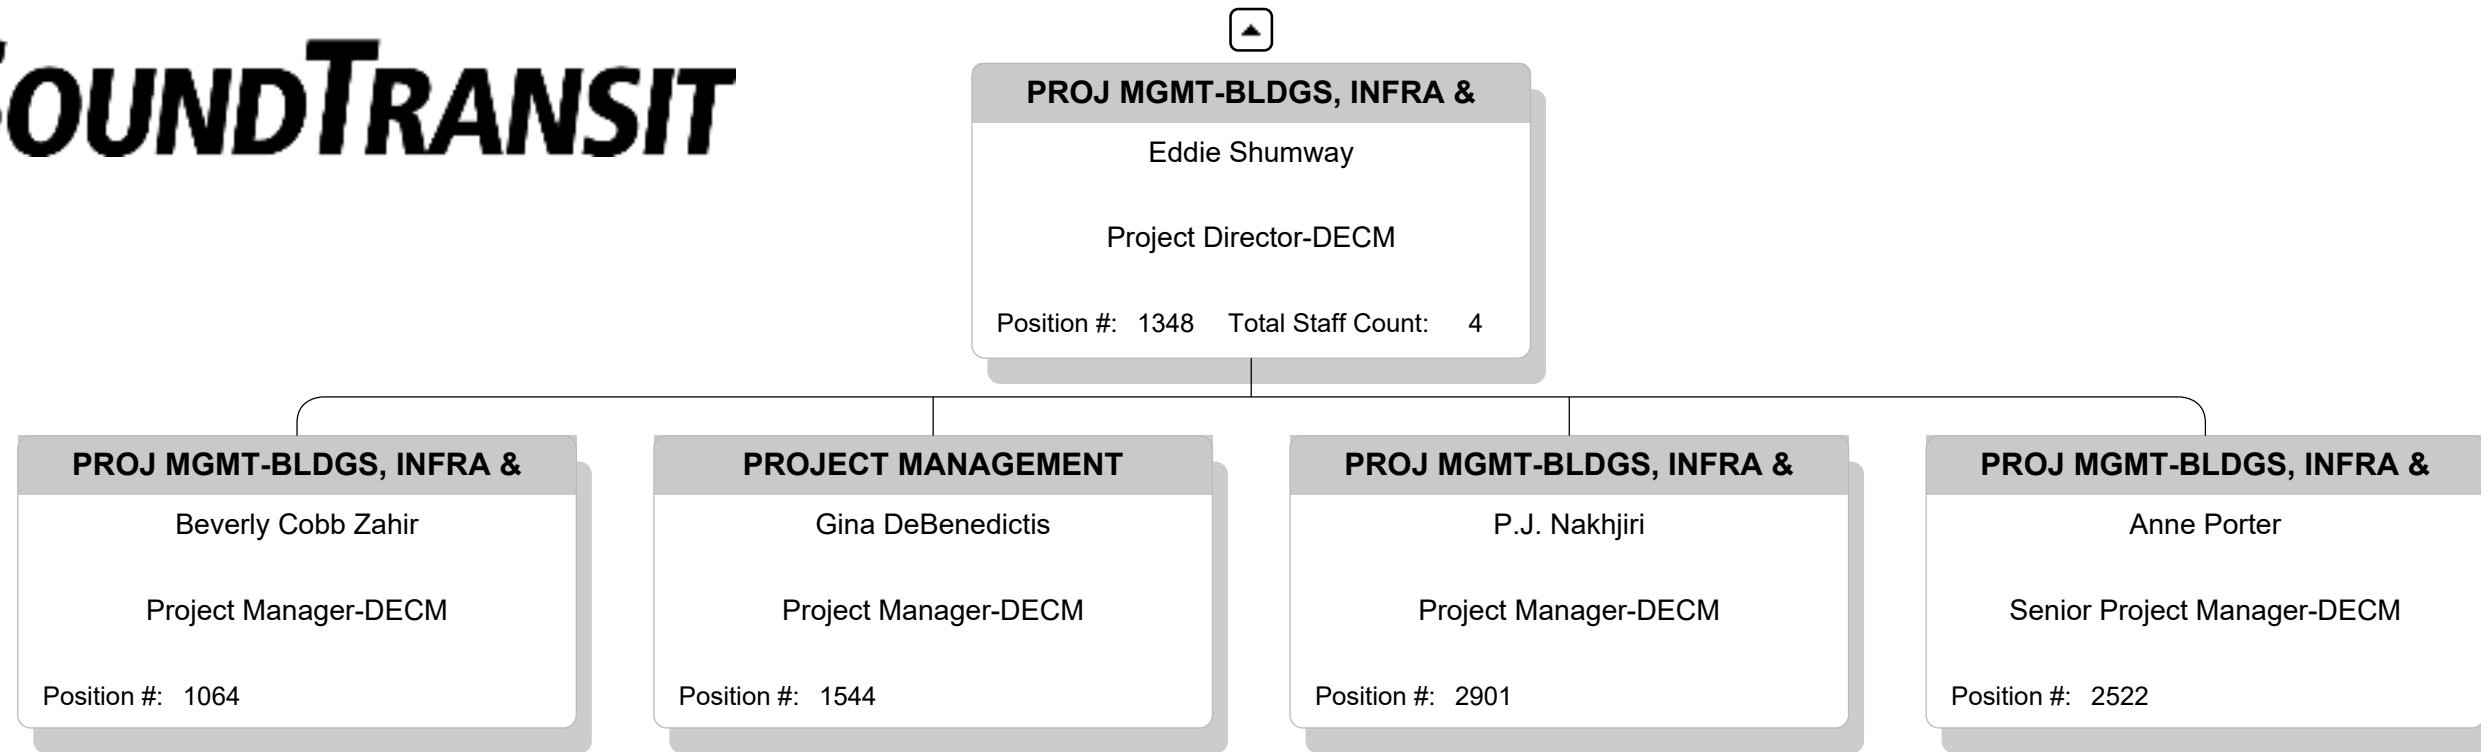 SOUNDTRANSIT
PROJ MGMT-BLDGS, INFRA &
Eddie Shumway
Project Director-DECM
Position #: 1348 Total Staff Count: 4
PROJ MGMT-BLDGS, INFRA &
Beverly Cobb Zahir
Project Manager-DECM
Position #: 1064
PROJECT MANAGEMENT
Gina DeBenedictis
Project Manager-DECM
Position #: 1544
PROJ MGMT-BLDGS, INFRA &
P.J. Nakhjiri
Project Manager-DECM
Position #: 2901
PROJ MGMT-BLDGS, INFRA &
Anne Porter
Senior Project Manager-DECM
Position #: 2522